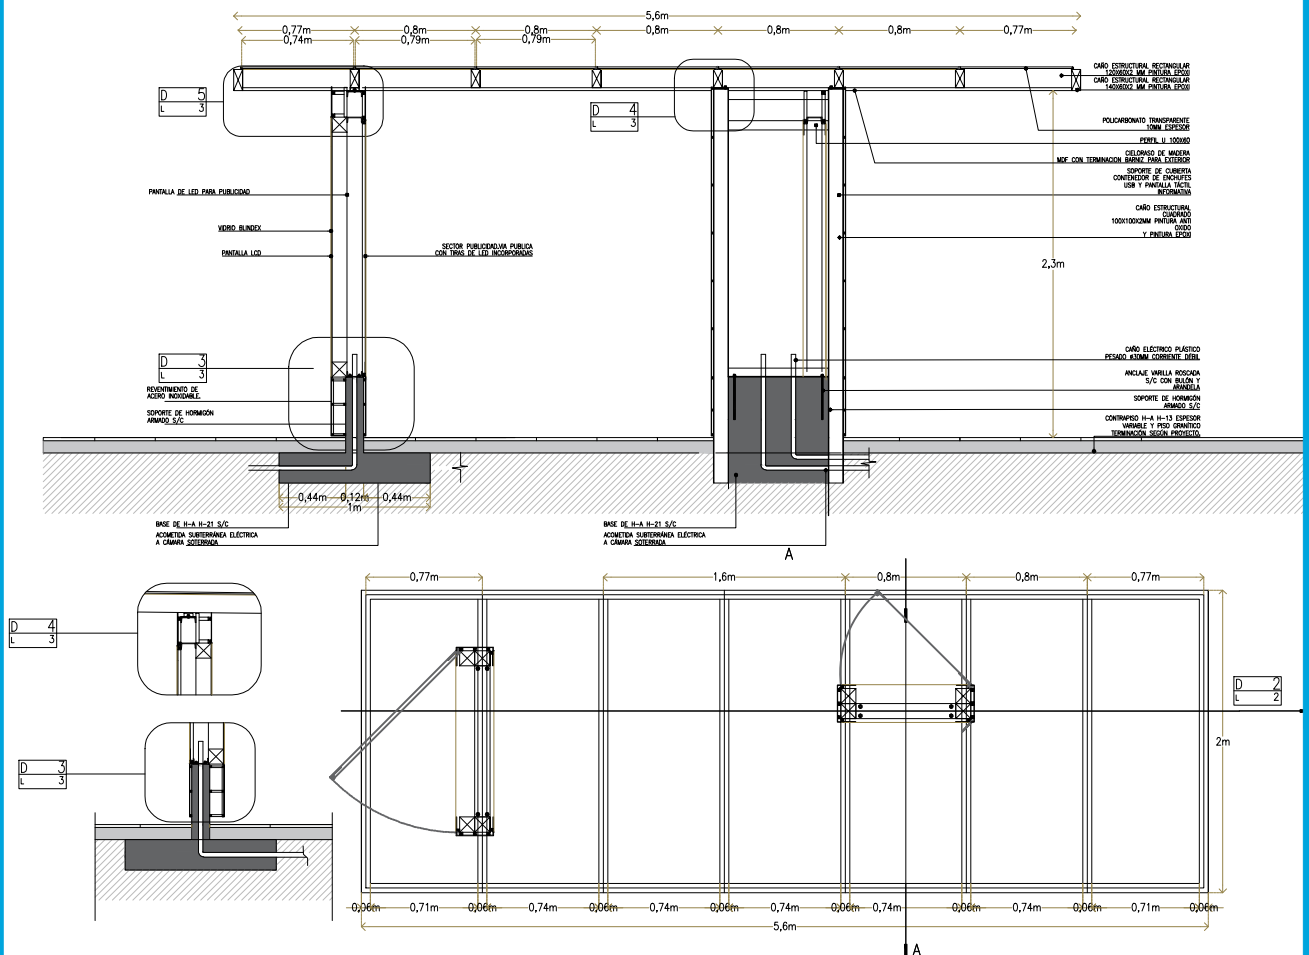 5,6m
0,77m 0,8m 0,8m 0,8m 0,8m 0,8m 0,77m
0,74m 0,79m 0,79m
CAÑO ESTRUCTURAL RECTANGULAR
120X60X2 MM PINTURA EPOXI
CAÑO ESTRUCTURAL RECTANGULAR
140X60X2 MM PINTURA EPOXI
D 5
L 3
D 4
L 3
POLICARBONATO TRANSPARENTE
10MM ESPESOR
PERFIL U 100X60
CIELORASO DE MADERA
MDF CON TERMINACION BARNIZ PARA EXTERIOR
SOPORTE DE CUBIERTA
CONTENEDOR DE ENCHUFES
USB Y PANTALLA TÁCTIL
INFORMATIVA
PANTALLA DE LED PARA PUBLICIDAD
CAÑO ESTRUCTURAL
CUADRADO
100X100X2MM PINTURA ANTI
OXIDO
Y PINTURA EPOXI
VIDRIO BLINDEX
PANTALLA LCD
SECTOR PUBLICIDAD,VIA PUBLICA
CON TIRAS DE LED INCORPORADAS
2,3m
D 3
L 3
CAÑO ELÉCTRICO PLÁSTICO
PESADO ø30MM CORRIENTE DÉBIL
ANCLAJE VARILLA ROSCADA
S/C CON BULÓN Y
ARANDELA
REVENTIMIENTO DE
ACERO INOXIDABLE.
SOPORTE DE HORMIGÓN
ARMADO S/C
SOPORTE DE HORMIGÓN
ARMADO S/C
CONTRAPISO H-A H-13 ESPESOR
VARIABLE Y PISO GRANÍTICO
TERMINACIÓN SEGÚN PROYECTO.
0,44m 0,12m 0,44m
1m
BASE DE H-A H-21 S/C
ACOMETIDA SUBTERRÁNEA ELÉCTRICA
A CÁMARA SOTERRADA
BASE DE H-A H-21 S/C
ACOMETIDA SUBTERRÁNEA ELÉCTRICA
A CÁMARA SOTERRADA
A
0,77m 1,6m 0,8m 0,8m 0,77m
D 4
L 3
D 2
L 2
2m
D 3
L 3
0,06m 0,71m 0,06m 0,74m 0,06m 0,74m 0,06m 0,74m 0,06m 0,74m 0,06m 0,74m 0,06m 0,71m 0,06m
5,6m
A